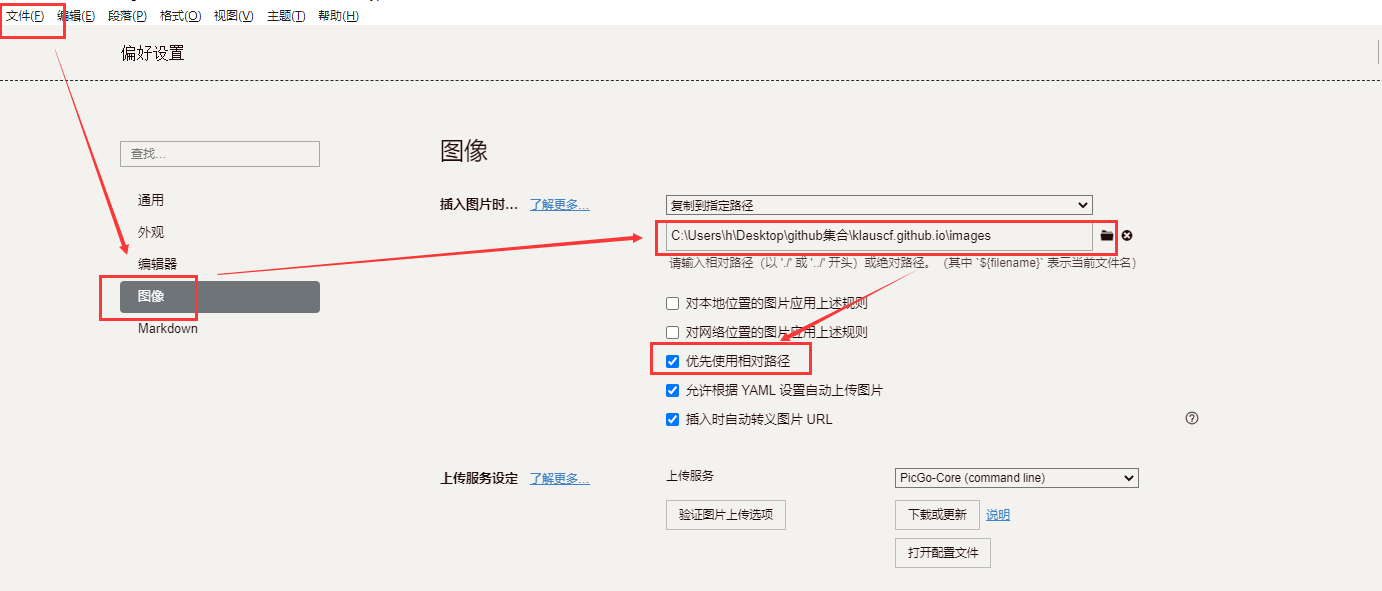 文件(F) 编辑(E) 段落(P) 格式(O) 视图(V) 主题(T) 帮助(H)
偏好设置
查找...
通用
外观
编辑器
图像
Markdown
图像
插入图片时... 了解更多...
复制到指定路径
C:\Users\h\Desktop\github集合\klauscf.github.io\images
请输入相对路径（以 './' 或 '../' 开头）或绝对路径。（其中 `${filename}` 表示当前文件名）
对本地位置的图片应用上述规则
对网络位置的图片应用上述规则
优先使用相对路径
允许根据 YAML 设置自动上传图片
插入时自动转义图片 URL
上传服务设定 了解更多...
上传服务
PicGo-Core (command line)
验证图片上传选项
下载或更新 说明
打开配置文件